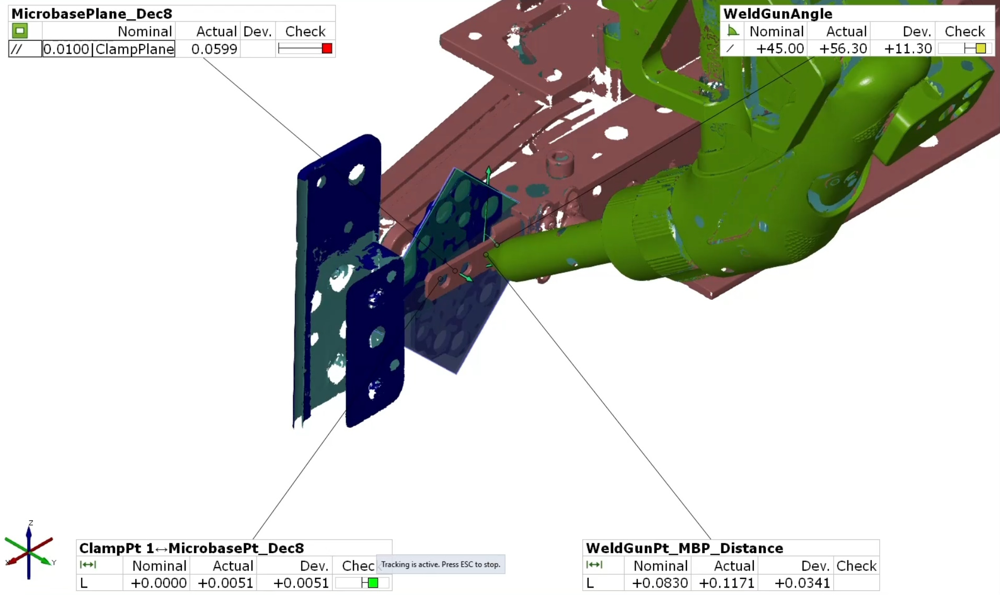 MicrobasePlane_Dec8
Nominal Actual Dev. Check
// 0.0100|ClampPlane 0.0599
WeldGunAngle
Nominal Actual Dev. Check
+45.00 +56.30 +11.30
Z
X Y
ClampPt 1↔MicrobasePt_Dec8
Nominal Actual Dev. Chec
L +0.0000 +0.0051 +0.0051
Tracking is active. Press ESC to stop.
WeldGunPt_MBP_Distance
Nominal Actual Dev. Check
L +0.0830 +0.1171 +0.0341